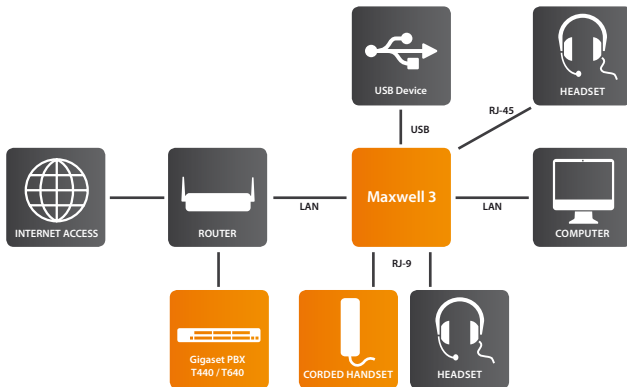 USB Device
HEADSET
RJ-45
USB
INTERNET ACCESS
ROUTER
LAN
Maxwell 3
LAN
COMPUTER
RJ-9
Gigaset PBX
T440 / T640
CORDED HANDSET
HEADSET